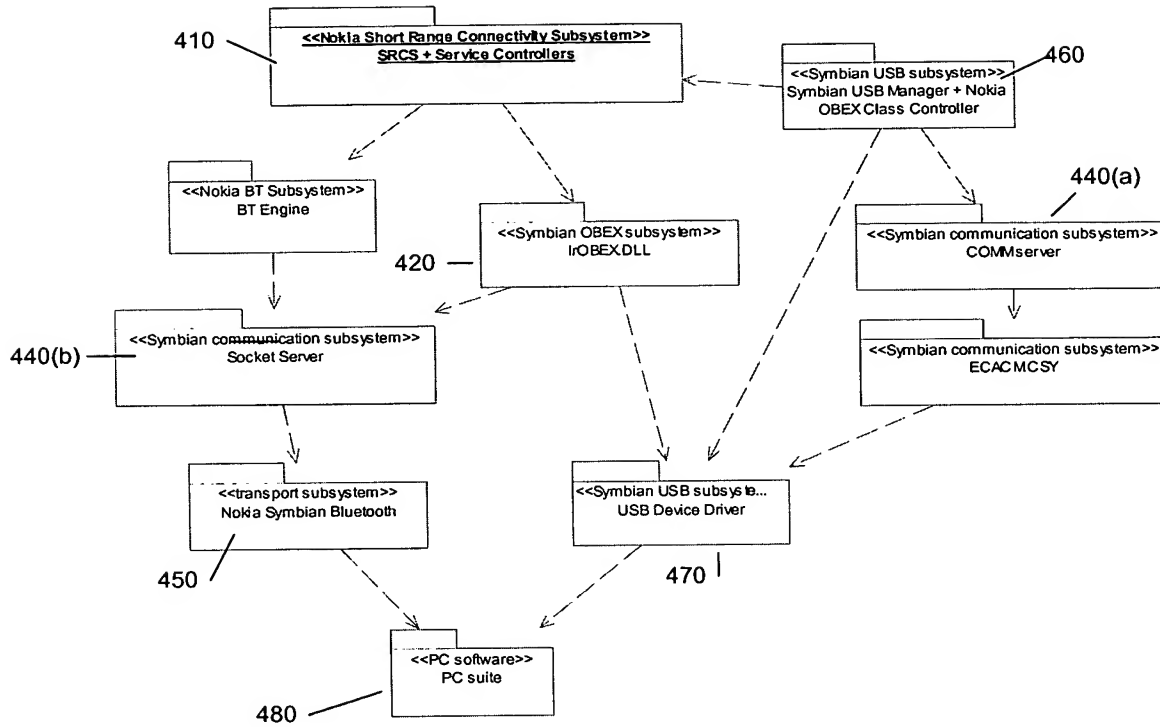 410
<<Nokia Short Range Connectivity Subsystem>>
SRCS + Service Controllers
460
<<Symbian USB subsystem>>
Symbian USB Manager + Nokia
OBEX Class Controller
<<Nokia BT Subsystem>>
BT Engine
420
<<Symbian OBEX subsystem>>
IrOBEX.DLL
440(a)
<<Symbian communication subsystem>>
COMMserver
440(b)
<<Symbian communication subsystem>>
Socket Server
<<Symbian communication subsystem>>
ECACMCSY
<<transport subsystem>>
Nokia Symbian Bluetooth
450
<<Symbian USB subsyste...
USB Device Driver
470
<<PC software>>
PC suite
480